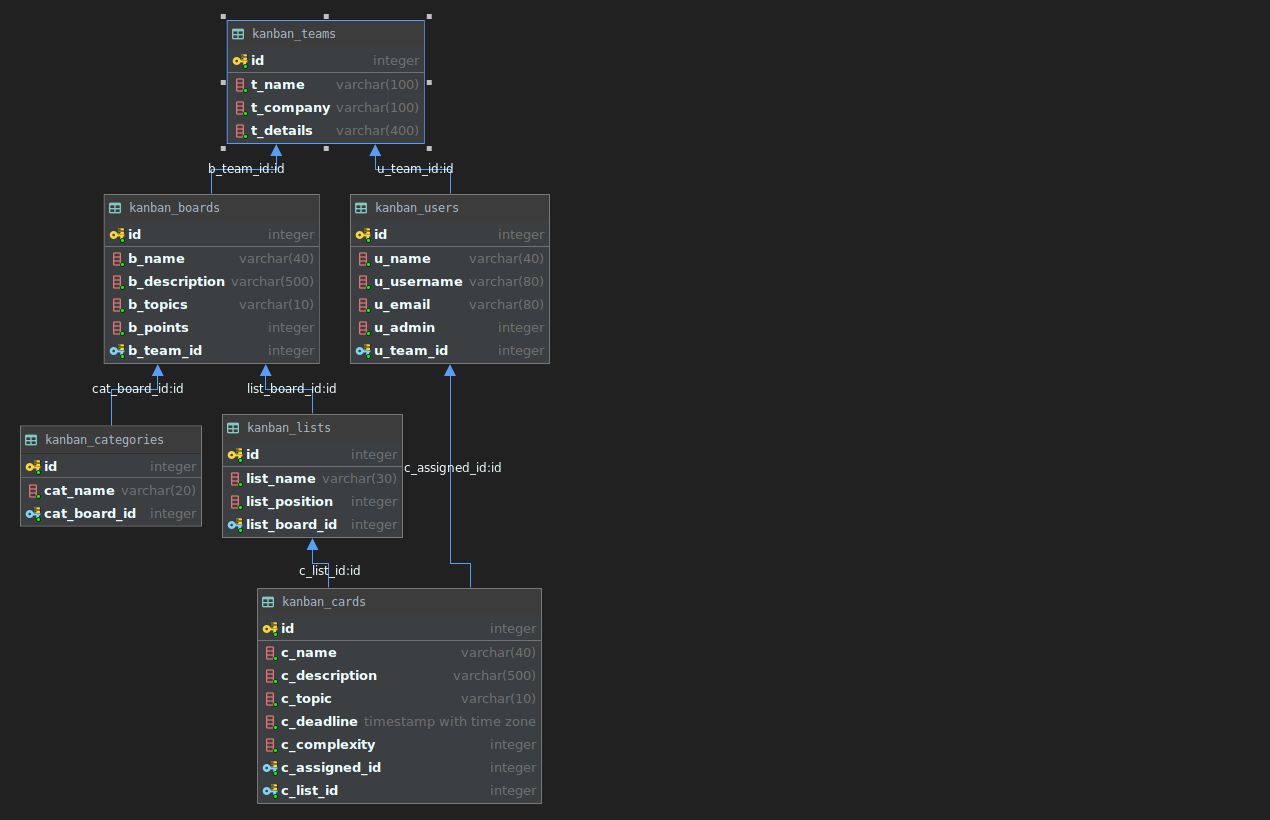 kanban_teams
id integer
t_name varchar(100)
t_company varchar(100)
t_details varchar(400)
b_team_id:id
u_team_id:id
kanban_boards
id integer
b_name varchar(40)
b_description varchar(500)
b_topics varchar(10)
b_points integer
b_team_id integer
kanban_users
id integer
u_name varchar(40)
u_username varchar(80)
u_email varchar(80)
u_admin integer
u_team_id integer
cat_board_id:id
list_board_id:id
kanban_categories
id integer
cat_name varchar(20)
cat_board_id integer
kanban_lists
id integer
list_name varchar(30)
list_position integer
list_board_id integer
c_assigned_id:id
c_list_id:id
kanban_cards
id integer
c_name varchar(40)
c_description varchar(500)
c_topic varchar(10)
c_deadline timestamp with time zone
c_complexity integer
c_assigned_id integer
c_list_id integer